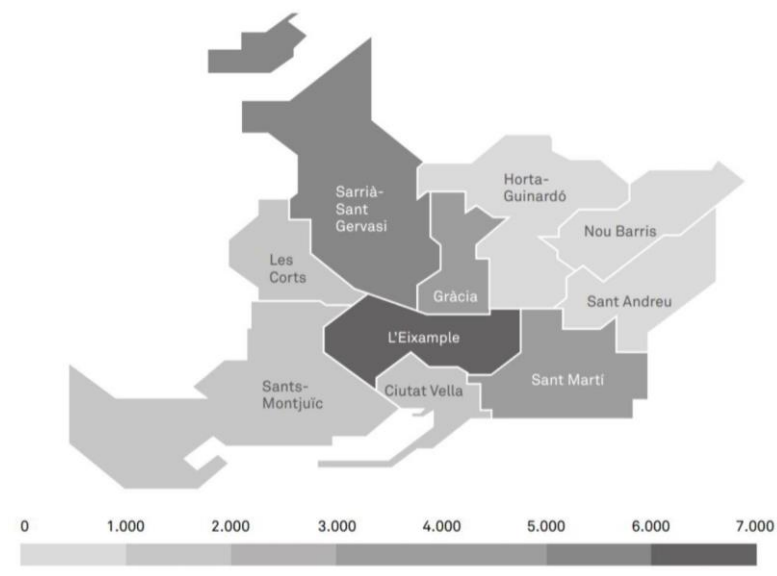 Sarrià-
Sant
Gervasi
Horta-
Guinardó
Nou Barris
Les
Corts
Gràcia
Sant Andreu
L'Eixample
Sants-
Montjuïc
Ciutat Vella
Sant Martí
0 1.000 2.000 3.000 4.000 5.000 6.000 7.000